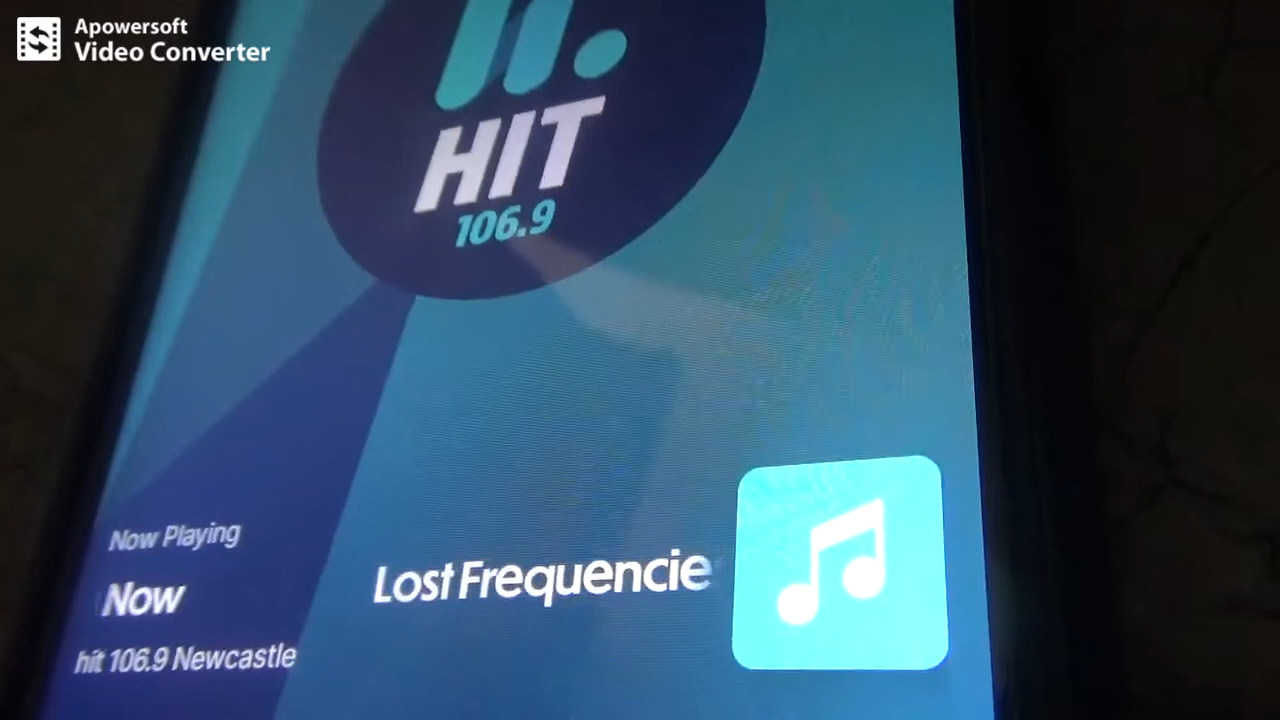 Apowersoft
Video Converter
HIT
106.9
Now Playing
Now
Lost Frequencie
hit 106.9 Newcastle